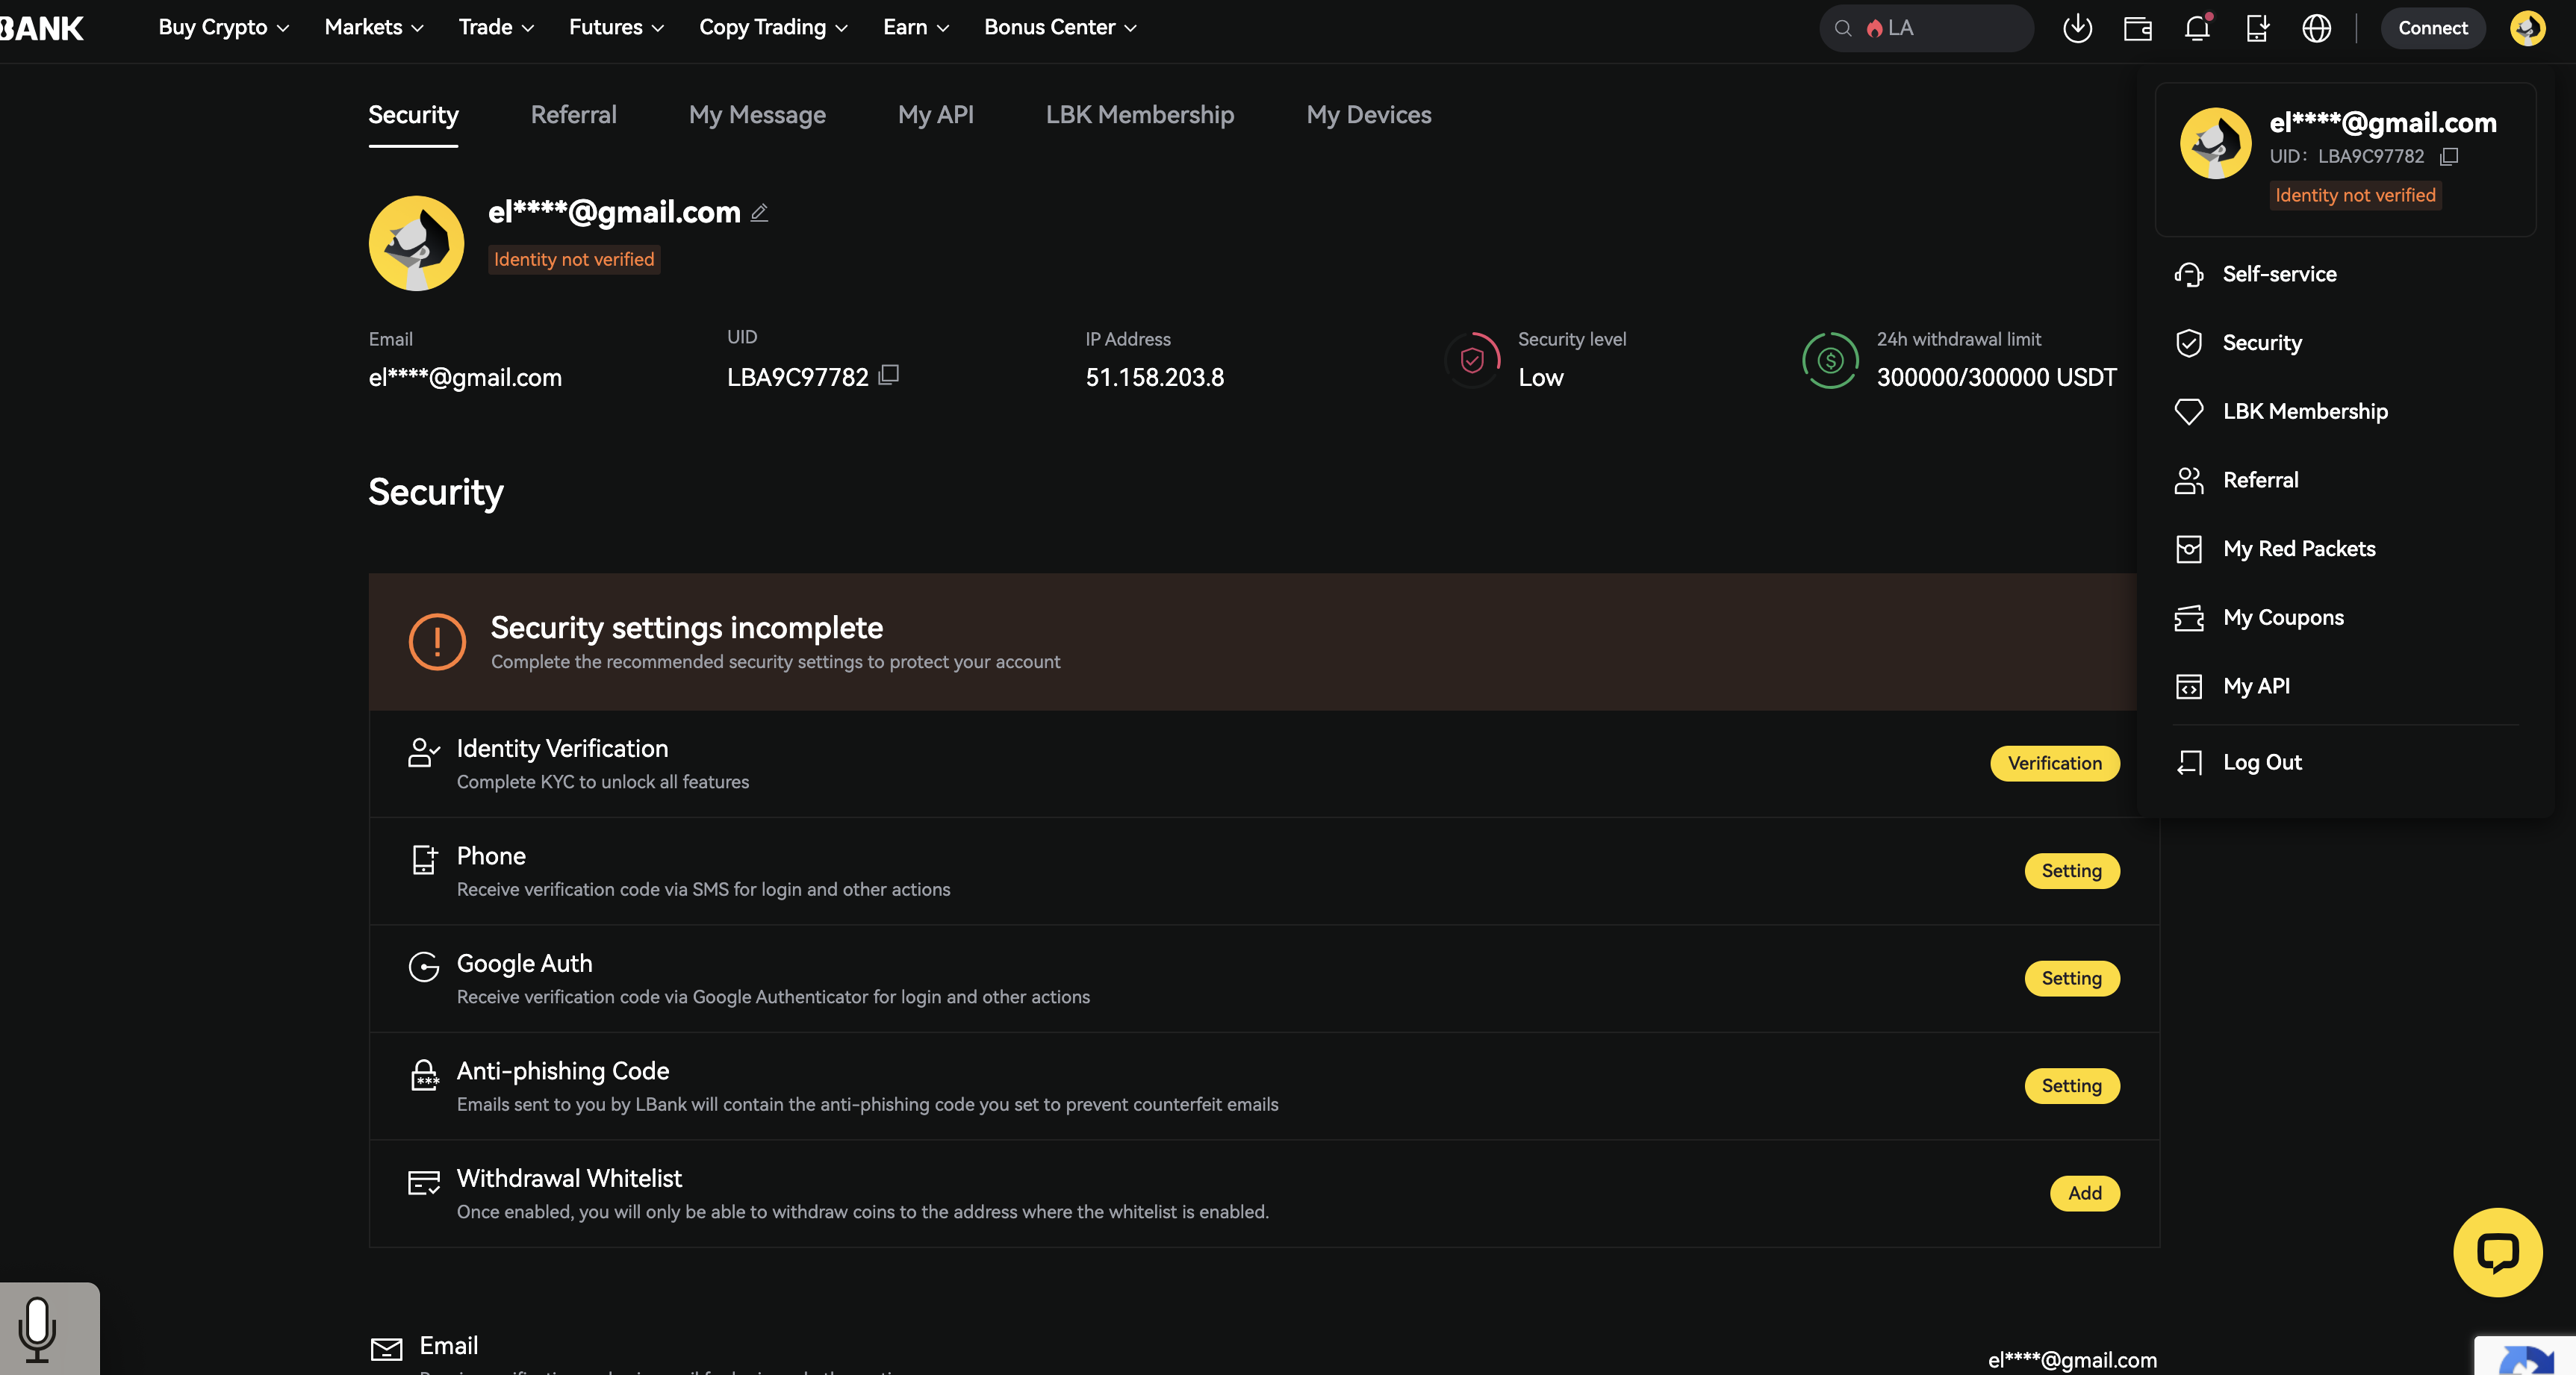 BANK
Buy Crypto Markets Trade Futures Copy Trading Earn Bonus Center LA Connect
Security Referral My Message My API LBK Membership My Devices
el****@gmail.com
Identity not verified
Email
el****@gmail.com
UID
LBA9C97782
IP Address
51.158.203.8
Security level
Low
24h withdrawal limit
300000/300000 USDT
Security
Security settings incomplete
Complete the recommended security settings to protect your account
Identity Verification
Complete KYC to unlock all features
Verification
Phone
Receive verification code via SMS for login and other actions
Setting
Google Auth
Receive verification code via Google Authenticator for login and other actions
Setting
Anti-phishing Code
Emails sent to you by LBank will contain the anti-phishing code you set to prevent counterfeit emails
Setting
Withdrawal Whitelist
Once enabled, you will only be able to withdraw coins to the address where the whitelist is enabled.
Add
Email
el****@gmail.com
el****@gmail.com
UID: LBA9C97782
Identity not verified
Self-service
Security
LBK Membership
Referral
My Red Packets
My Coupons
My API
Log Out